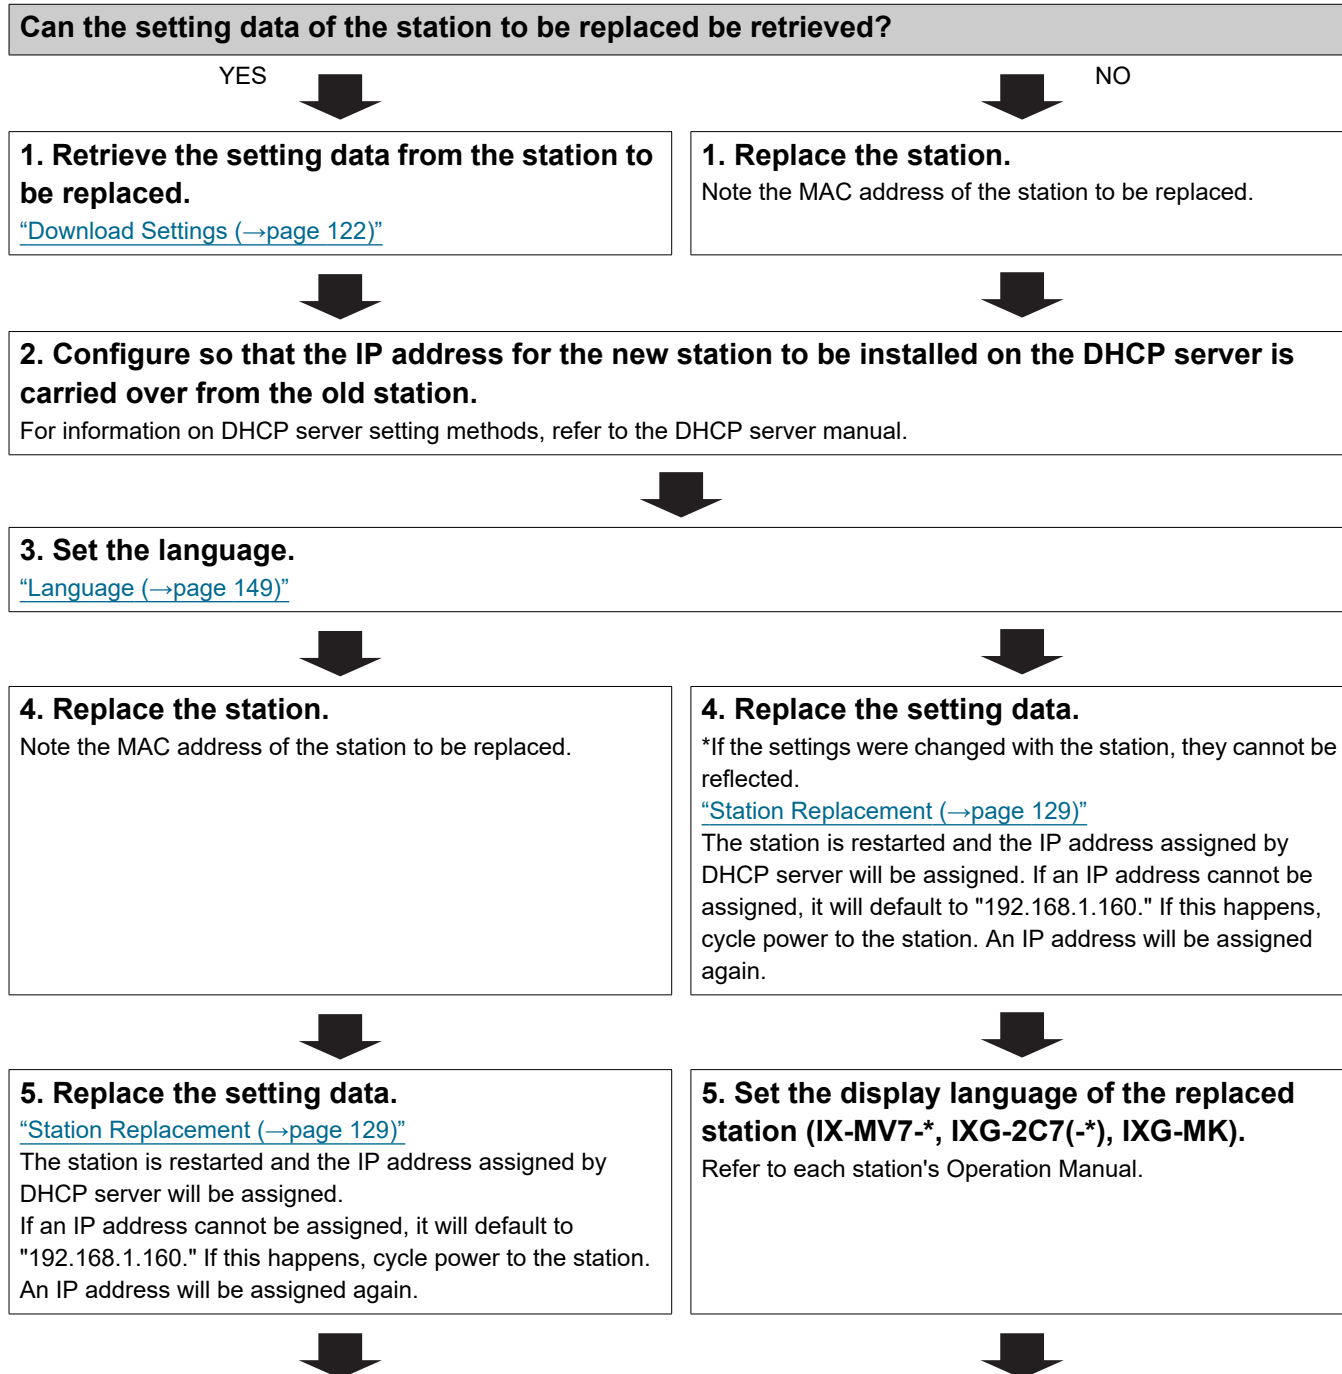 Can the setting data of the station to be replaced be retrieved?
YES
NO
1. Retrieve the setting data from the station to
be replaced.
“Download Settings (→page 122)”
1. Replace the station.
Note the MAC address of the station to be replaced.
2. Configure so that the IP address for the new station to be installed on the DHCP server is
carried over from the old station.
For information on DHCP server setting methods, refer to the DHCP server manual.
3. Set the language.
“Language (→page 149)”
4. Replace the station.
Note the MAC address of the station to be replaced.
4. Replace the setting data.
*If the settings were changed with the station, they cannot be
reflected.
“Station Replacement (→page 129)”
The station is restarted and the IP address assigned by
DHCP server will be assigned. If an IP address cannot be
assigned, it will default to "192.168.1.160." If this happens,
cycle power to the station. An IP address will be assigned
again.
5. Replace the setting data.
“Station Replacement (→page 129)”
The station is restarted and the IP address assigned by
DHCP server will be assigned.
If an IP address cannot be assigned, it will default to
"192.168.1.160." If this happens, cycle power to the station.
An IP address will be assigned again.
5. Set the display language of the replaced
station (IX-MV7-*, IXG-2C7(-*), IXG-MK).
Refer to each station's Operation Manual.